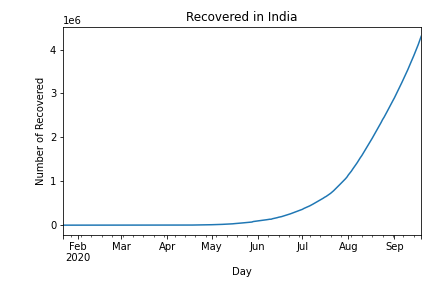 Recovered in India
1e6
4
3
2
1
0
Number of Recovered
Feb Mar Apr May Jun Jul Aug Sep
2020
Day